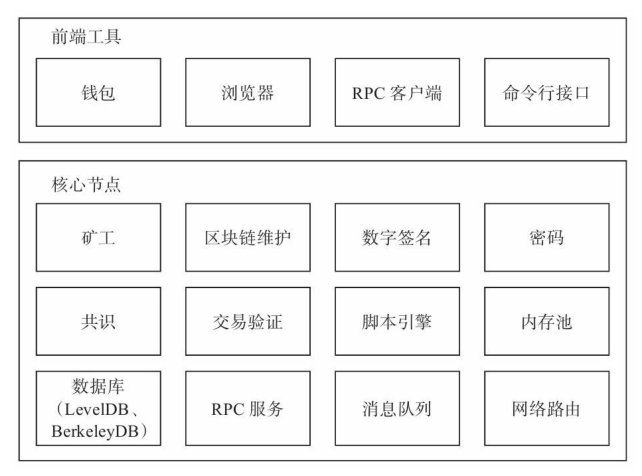 前端工具
钱包
浏览器
RPC 客户端
命令行接口
核心节点
矿工
区块链维护
数字签名
密码
共识
交易验证
脚本引擎
内存池
数据库
（LevelDB、
BerkeleyDB）
RPC 服务
消息队列
网络路由